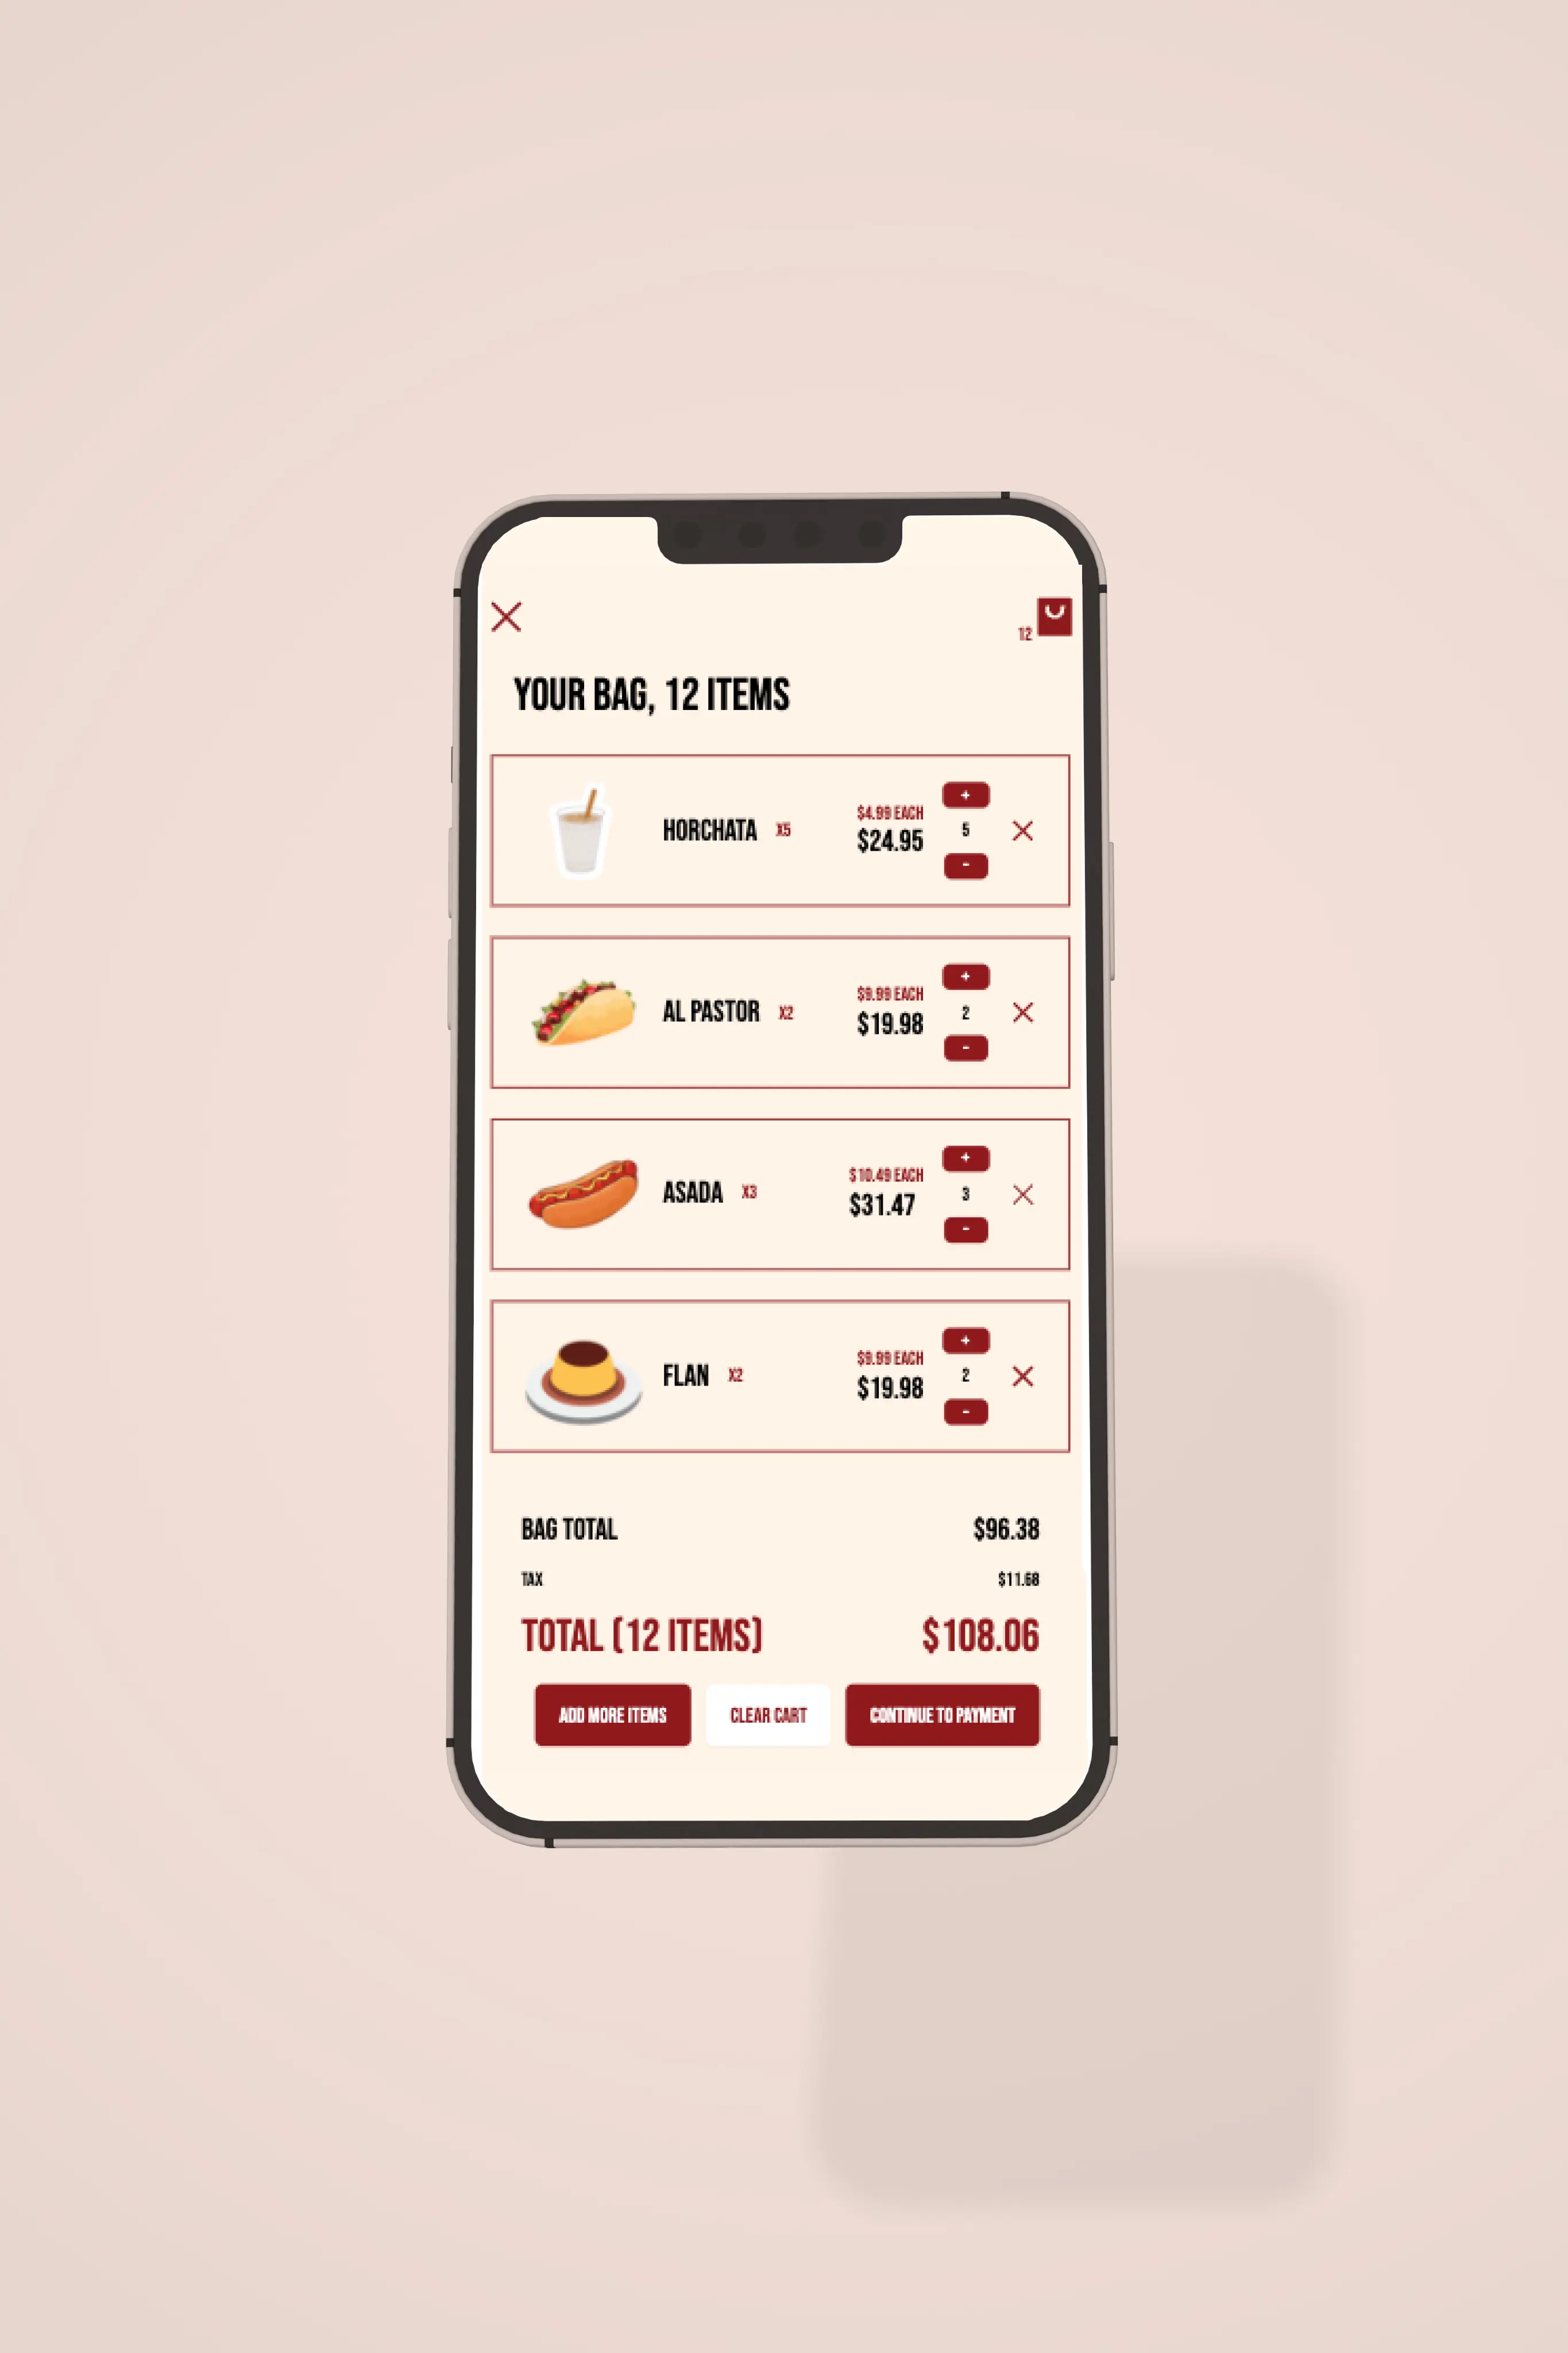 12
YOUR BAG, 12 ITEMS
HORCHATA X5
$4.99 EACH
$24.95
+
5
-
AL PASTOR X2
$9.99 EACH
$19.98
+
2
-
ASADA X3
$10.49 EACH
$31.47
+
3
-
FLAN X2
$9.99 EACH
$19.98
+
2
-
BAG TOTAL $96.38
TAX $11.68
TOTAL (12 ITEMS) $108.06
ADD MORE ITEMS CLEAR CART CONTINUE TO PAYMENT